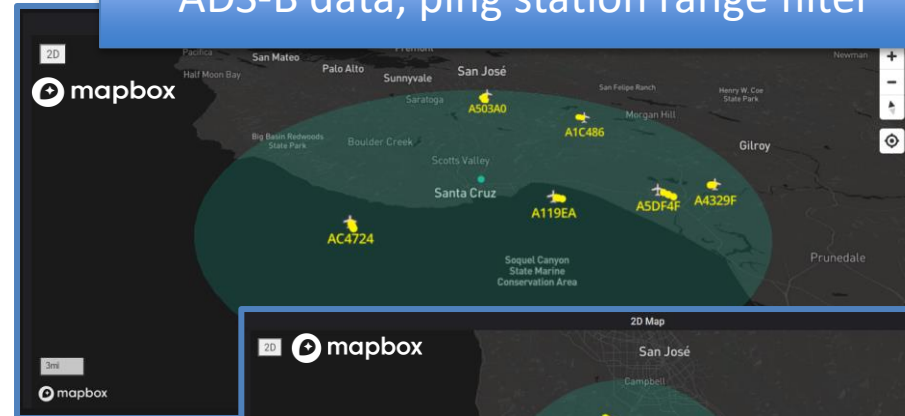 ADS-B data, ping station range filter
2D
mapbox
Pacifica
San Mateo
Fremont
Newman
Half Moon Bay
Palo Alto
Sunnyvale
San José
Saratoga
A503A0
San Felipe Ranch
Henry W. Coe
State Park
A1C486
Morgan Hill
Big Basin Redwoods
State Park
Boulder Creek
Gilroy
Scotts Valley
Santa Cruz
A119EA
A5DF4F
A4329F
AC4724
Soquel Canyon
State Marine
Conservation Area
Prunedale
3mi
mapbox
2D Map
2D
mapbox
San José
Campbell